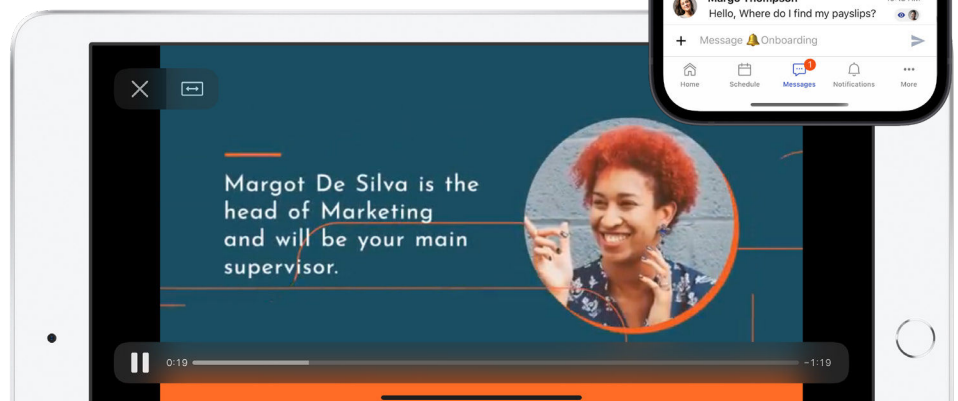 Hello, Where do I find my payslips?
Message 🔔Onboarding
1
Home
Schedule
Messages
Notifications
More
Margot De Silva is the
head of Marketing
and will be your main
supervisor.
0:19
-1:19